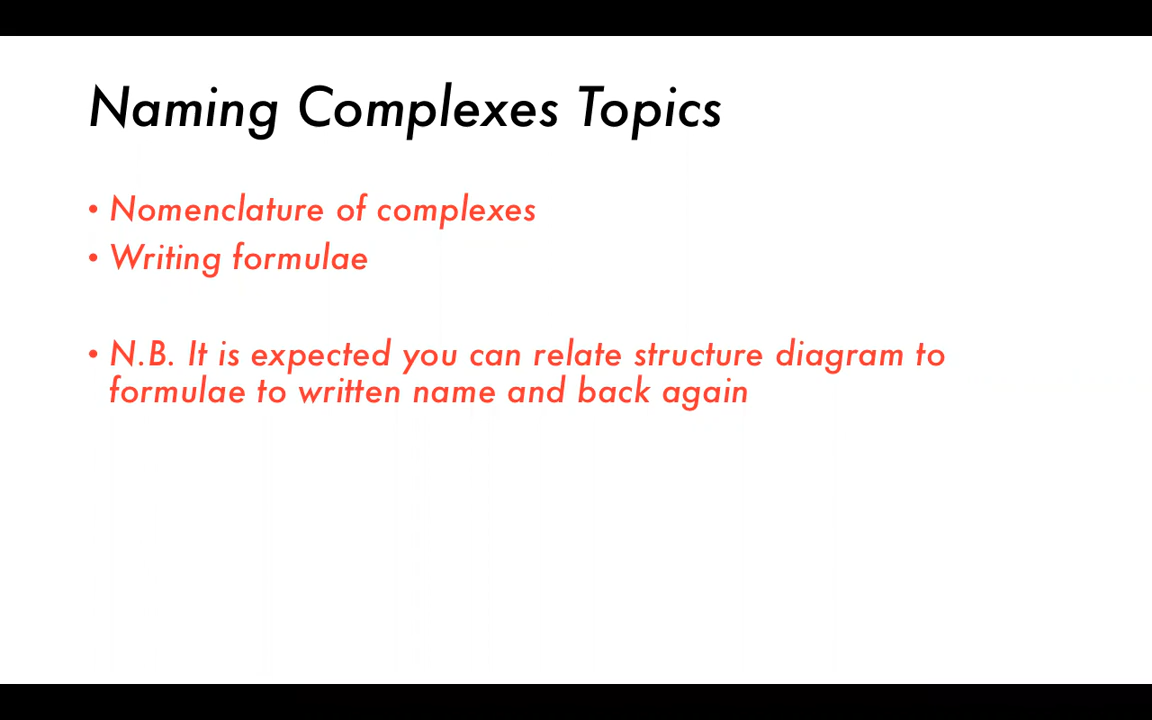 Naming Complexes Topics
• Nomenclature of complexes
• Writing formulae
• N.B. It is expected you can relate structure diagram to
formulae to written name and back again